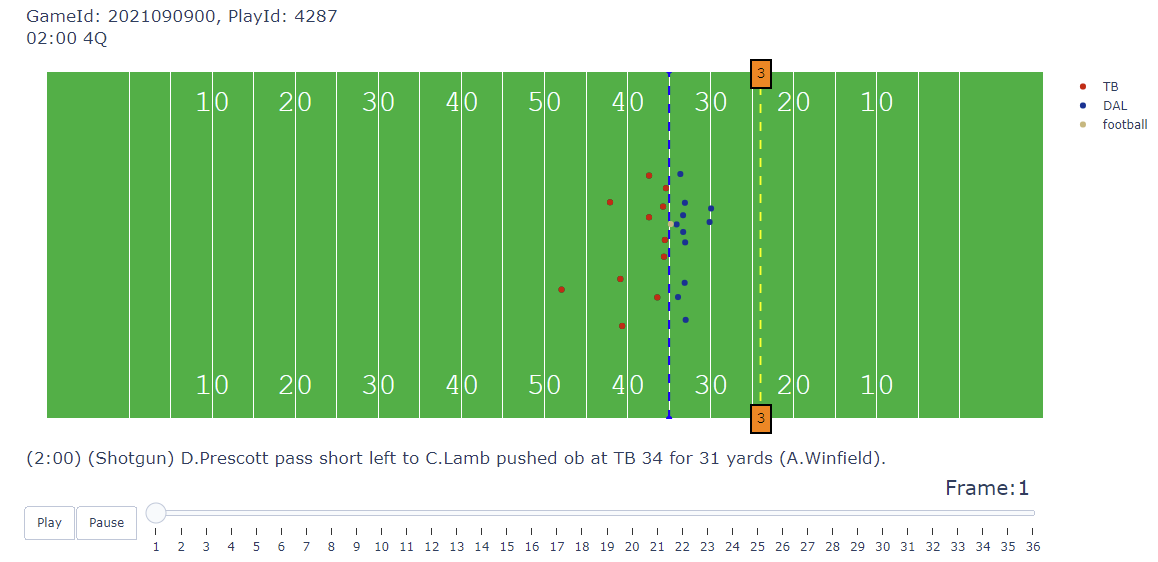 GameId: 2021090900, PlayId: 4287
02:00 4Q
3
10 20 30 40 50 40 30 20 10
TB
DAL
football
10 20 30 40 50 40 30 20 10
3
(2:00) (Shotgun) D.Prescott pass short left to C.Lamb pushed ob at TB 34 for 31 yards (A.Winfield).
Frame:1
Play Pause
1 2 3 4 5 6 7 8 9 10 11 12 13 14 15 16 17 18 19 20 21 22 23 24 25 26 27 28 29 30 31 32 33 34 35 36